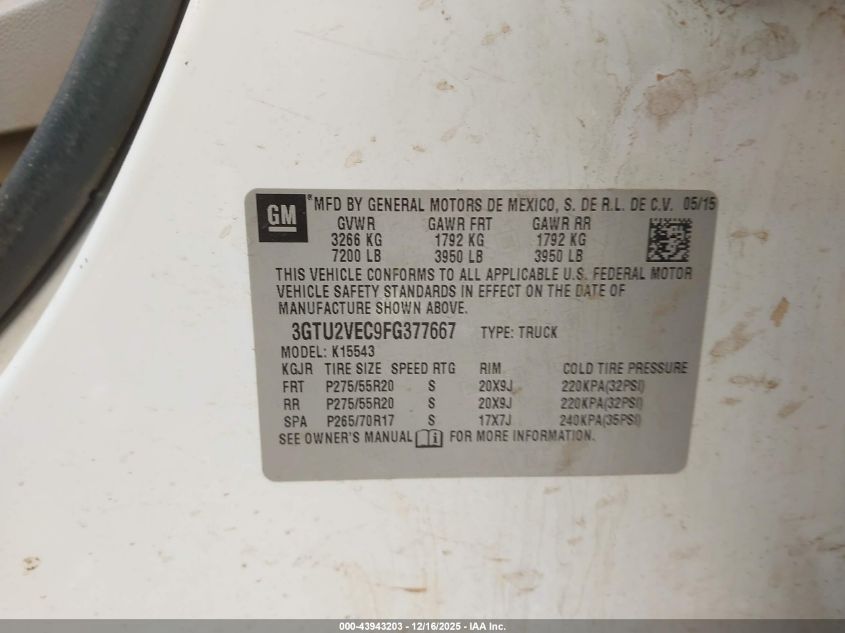 GM ® MFD BY GENERAL MOTORS DE MEXICO, S. DE R.L. DE C.V. 05/15
GVWR GAWR FRT GAWR RR
3266 KG 1792 KG 1792 KG
7200 LB 3950 LB 3950 LB
THIS VEHICLE CONFORMS TO ALL APPLICABLE U.S. FEDERAL MOTOR
VEHICLE SAFETY STANDARDS IN EFFECT ON THE DATE OF
MANUFACTURE SHOWN ABOVE.
3GTU2VEC9FG377667 TYPE: TRUCK
MODEL: K15543
KGJR TIRE SIZE SPEED RTG RIM COLD TIRE PRESSURE
FRT P275/55R20 S 20X9J 220KPA(32PSI)
RR P275/55R20 S 20X9J 220KPA(32PSI)
SPA P265/70R17 S 17X7J 240KPA(35PSI)
SEE OWNER'S MANUAL i FOR MORE INFORMATION.
000-43943203 - 12/16/2025 - IAA Inc.